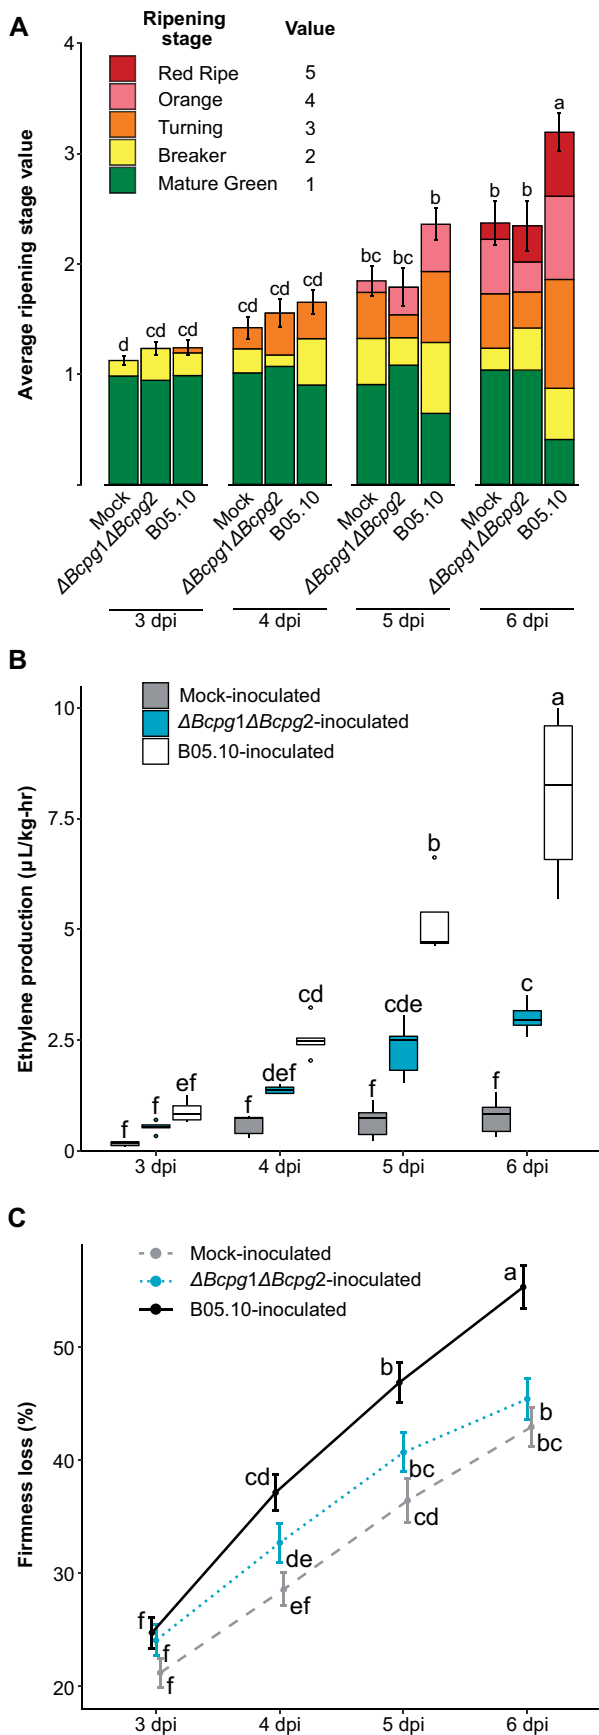 A
Ripening stage Value
Red Ripe 5
Orange 4
Turning 3
Breaker 2
Mature Green 1
Average ripening stage value
4
3
2
1
d cd cd cd cd cd bc bc b b b a
Mock ΔBcpg1ΔBcpg2 B05.10 Mock ΔBcpg1ΔBcpg2 B05.10 Mock ΔBcpg1ΔBcpg2 B05.10 Mock ΔBcpg1ΔBcpg2 B05.10
3 dpi 4 dpi 5 dpi 6 dpi
B
Mock-inoculated
ΔBcpg1ΔBcpg2-inoculated
B05.10-inoculated
Ethylene production (µL/kg-hr)
10
7.5
5
2.5
0
f f ef f def cd f cde b f c a
3 dpi 4 dpi 5 dpi 6 dpi
C
Mock-inoculated
ΔBcpg1ΔBcpg2-inoculated
B05.10-inoculated
Firmness loss (%)
50
40
30
20
f f f cd de ef b bc cd a b bc
3 dpi 4 dpi 5 dpi 6 dpi